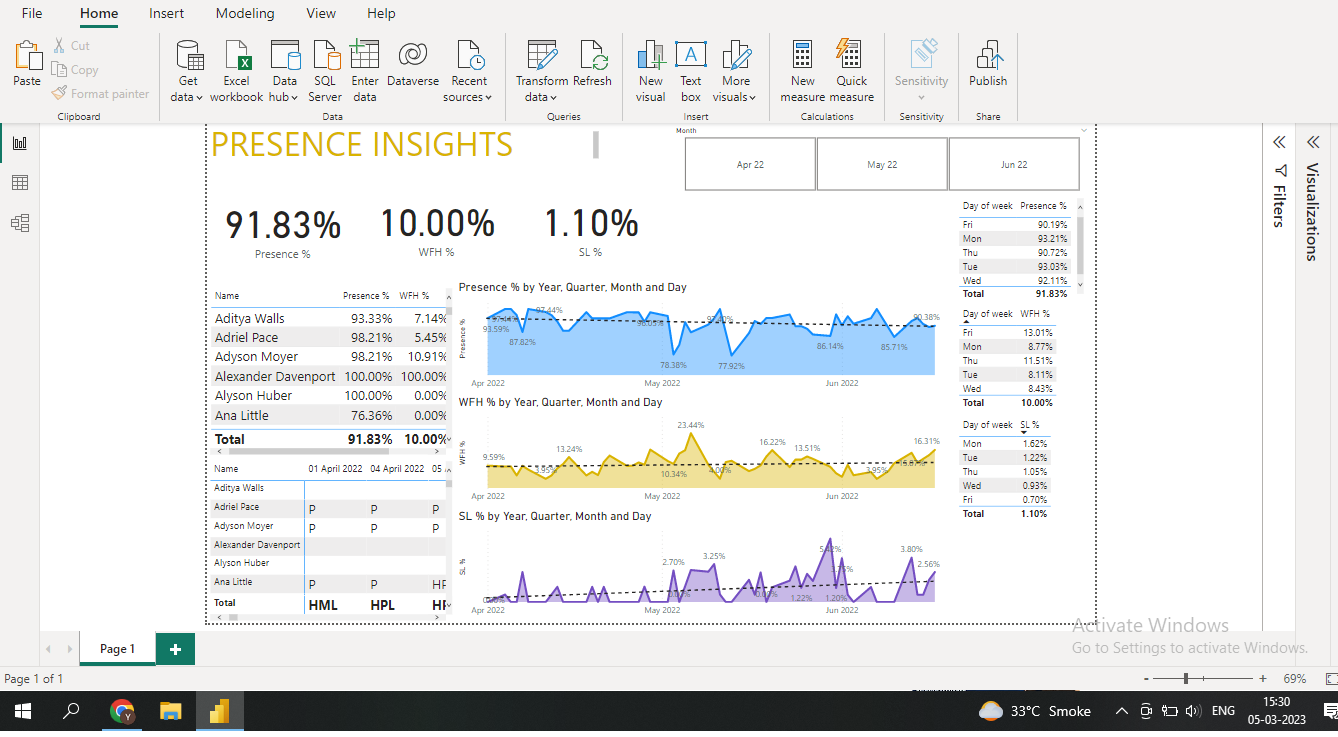 File Home Insert Modeling View Help
Paste
Cut
Copy
Format painter
Get data
Excel workbook
Data hub
SQL Server
Enter data
Dataverse
Recent sources
Transform data
Refresh
New visual
Text box
More visuals
New measure
Quick measure
Sensitivity
Publish
Clipboard Data Queries Insert Calculations Sensitivity Share
PRESENCE INSIGHTS
Month
Apr 22 May 22 Jun 22
91.83% 10.00% 1.10%
Presence % WFH % SL %
Name Presence % WFH %
Aditya Walls 93.33% 7.14%
Adriel Pace 98.21% 5.45%
Adyson Moyer 98.21% 10.91%
Alexander Davenport 100.00% 100.00%
Alyson Huber 100.00% 0.00%
Ana Little 76.36% 0.00%
Total 91.83% 10.00%
Name 01 April 2022 04 April 2022 05
Aditya Walls
Adriel Pace P P P
Adyson Moyer P P P
Alexander Davenport
Alyson Huber
Ana Little P P HP
Total HML HPL
Presence % by Year, Quarter, Month and Day
Presence %
97.44%
93.59%
87.82%
78.38%
77.92%
86.14%
85.71%
90.38%
Apr 2022 May 2022 Jun 2022
WFH % by Year, Quarter, Month and Day
WFH %
9.59%
3.95%
13.24%
10.34%
23.44%
16.22%
13.51%
3.95%
16.31%
Apr 2022 May 2022 Jun 2022
SL % by Year, Quarter, Month and Day
SL %
2.70%
3.25%
1.22%
1.20%
3.80%
2.56%
Apr 2022 May 2022 Jun 2022
Day of week Presence %
Fri 90.19%
Mon 93.21%
Thu 90.72%
Tue 93.03%
Wed 92.11%
Total 91.83%
Day of week WFH %
Fri 13.01%
Mon 8.77%
Thu 11.51%
Tue 8.11%
Wed 8.43%
Total 10.00%
Day of week SL %
Mon 1.62%
Tue 1.22%
Thu 1.05%
Wed 0.93%
Fri 0.70%
Total 1.10%
Filters
Visualizations
Activate Windows
Go to Settings to activate Windows.
Page 1
Page 1 of 1
- + 69%
33°C Smoke
ENG
15:30
05-03-2023